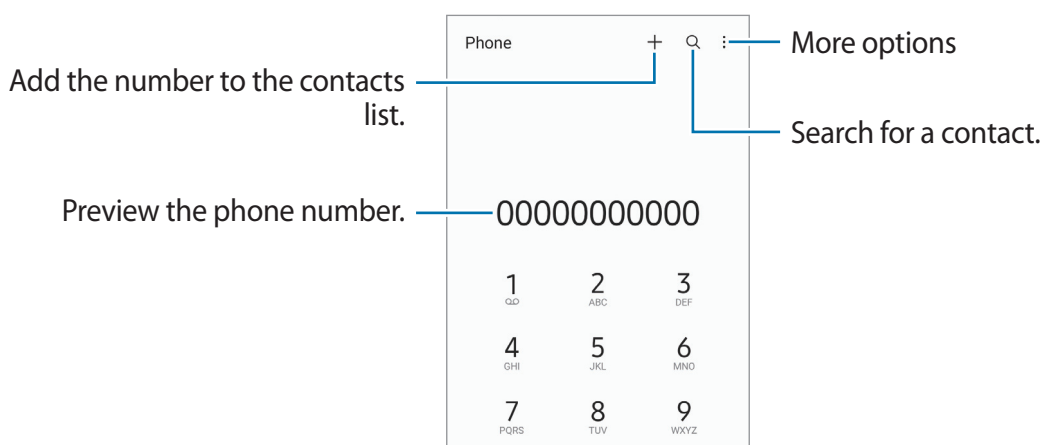 Phone
More options
Add the number to the contacts
list.
Search for a contact.
Preview the phone number.
00000000000
1 2 3
ABC DEF
4 5 6
GHI JKL MNO
7 8 9
PQRS TUV WXYZ